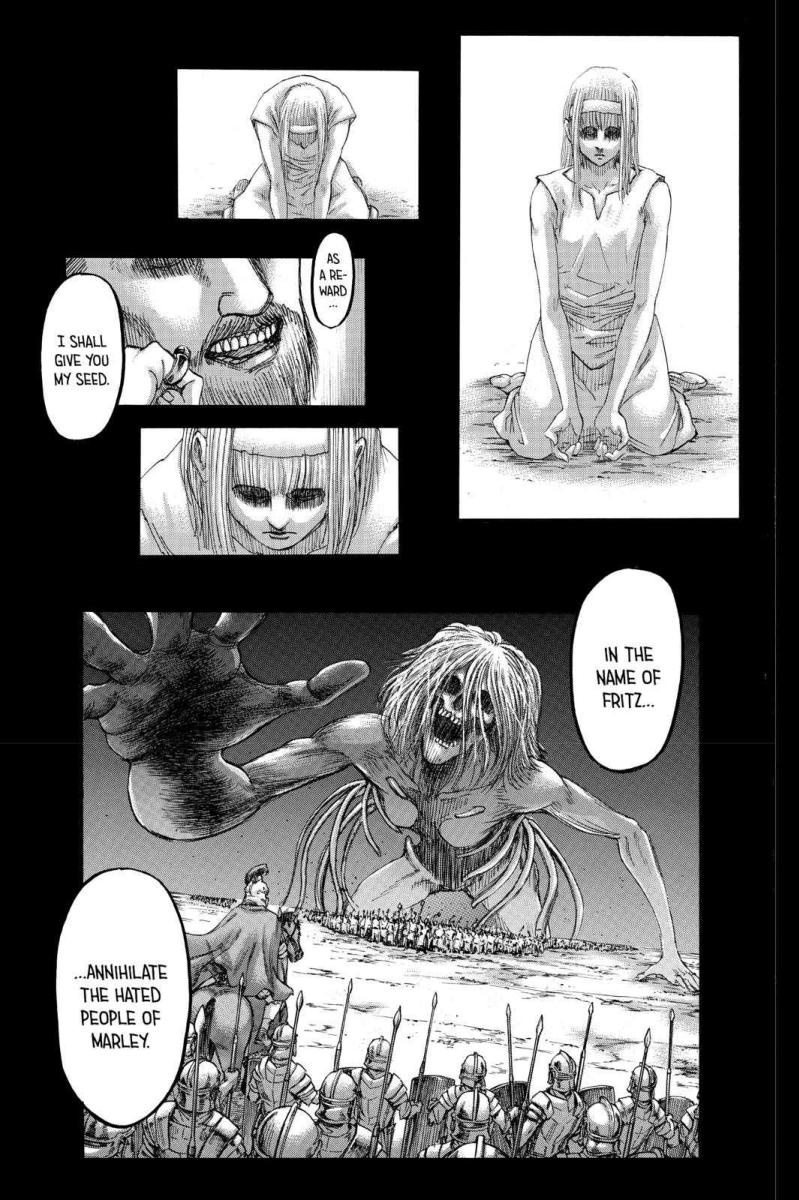 AS
A RE-
WARD
...
I SHALL
GIVE YOU
MY SEED.
IN THE
NAME OF
FRITZ...
...ANNIHILATE
THE HATED
PEOPLE OF
MARLEY.